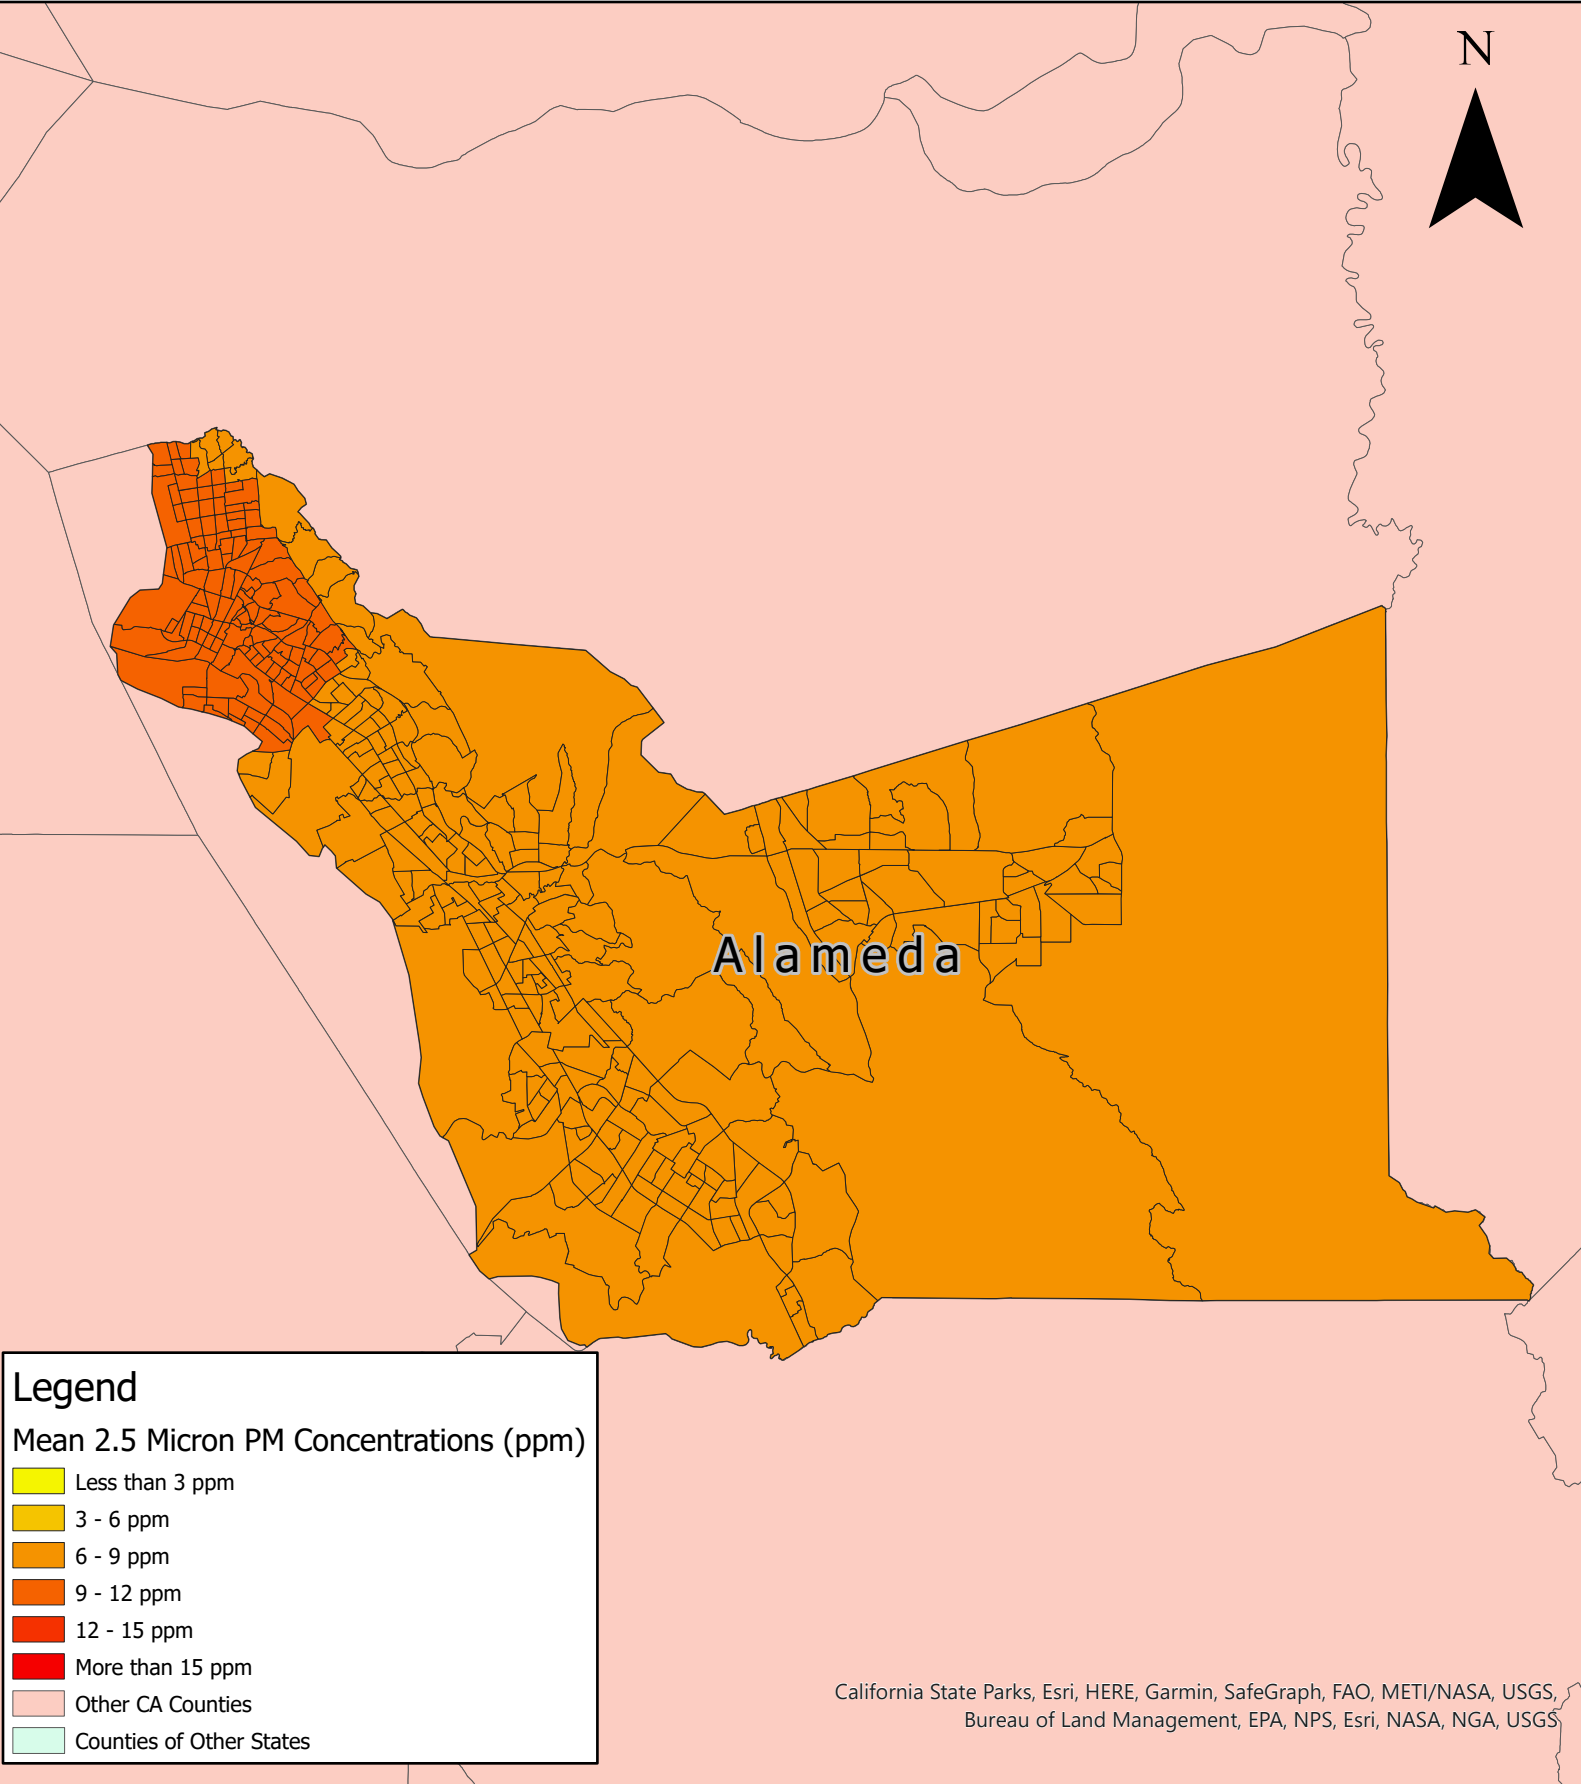 N
Alameda
Legend
Mean 2.5 Micron PM Concentrations (ppm)
Less than 3 ppm
3 - 6 ppm
6 - 9 ppm
9 - 12 ppm
12 - 15 ppm
More than 15 ppm
Other CA Counties
Counties of Other States
California State Parks, Esri, HERE, Garmin, SafeGraph, FAO, METI/NASA, USGS,
Bureau of Land Management, EPA, NPS, Esri, NASA, NGA, USGS